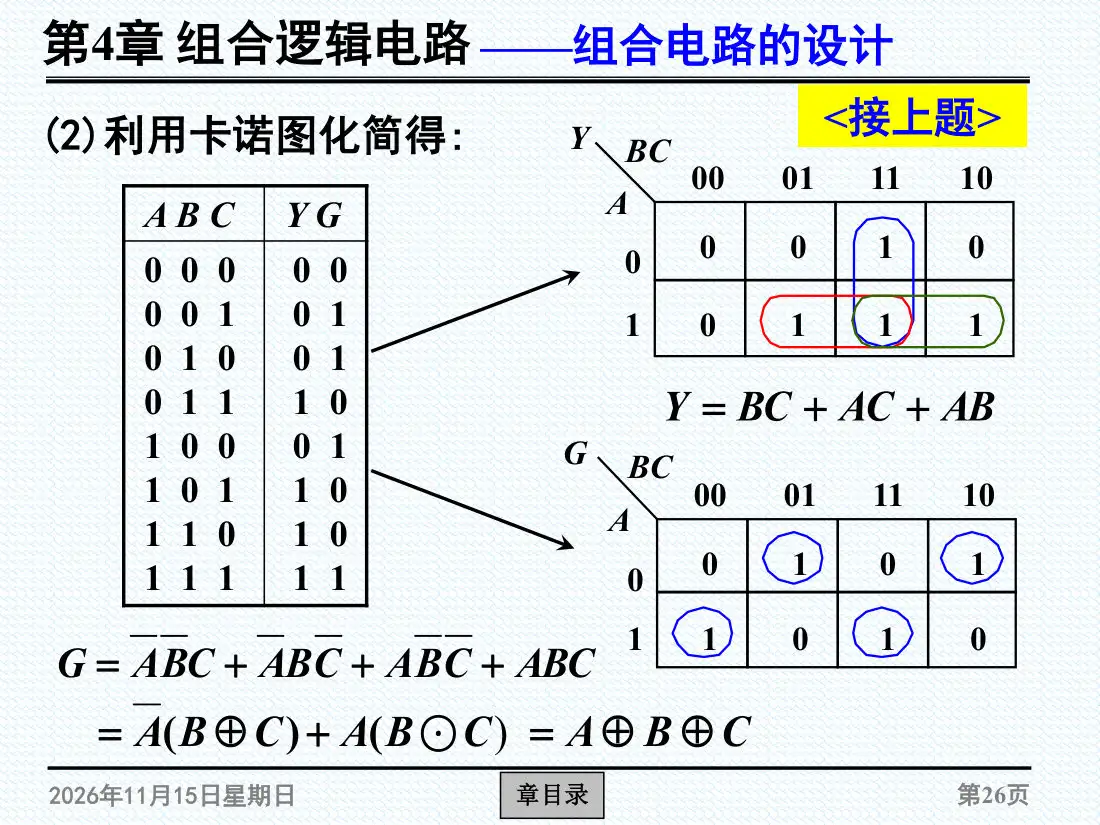 第4章 组合逻辑电路 ——组合电路的设计
<接上题>
(2)利用卡诺图化简得:
A B C Y G
0 0 0 0 0
0 0 1 0 1
0 1 0 0 1
0 1 1 1 0
1 0 0 0 1
1 0 1 1 0
1 1 0 1 0
1 1 1 1 1
Y BC
A 00 01 11 10
0 0 0 1 0
1 0 1 1 1
Y = BC + AC + AB
G BC
A 00 01 11 10
0 0 1 0 1
1 1 0 1 0
G = A̅B̅C + A̅BC̅ + AB̅C̅ + ABC
= A̅(B⊕C)+ A(B⊙C) = A⊕B⊕C
2026年11月15日星期日
章目录
第26页